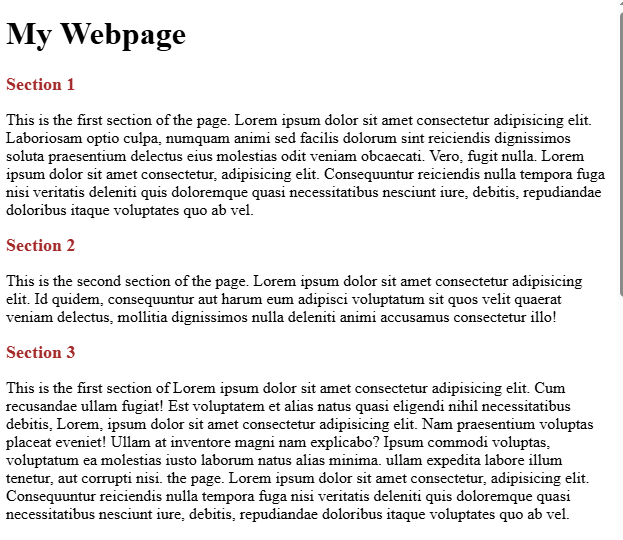 My Webpage
Section 1
This is the first section of the page. Lorem ipsum dolor sit amet consectetur adipisicing elit.
Laboriosam optio culpa, numquam animi sed facilis dolorum sint reiciendis dignissimos
soluta praesentium delectus eius molestias odit veniam obcaecati. Vero, fugit nulla. Lorem
ipsum dolor sit amet consectetur, adipisicing elit. Consequuntur reiciendis nulla tempora fuga
nisi veritatis deleniti quis doloremque quasi necessitatibus nesciunt iure, debitis, repudiandae
doloribus itaque voluptates quo ab vel.
Section 2
This is the second section of the page. Lorem ipsum dolor sit amet consectetur adipisicing
elit. Id quidem, consequuntur aut harum eum adipisci voluptatum sit quos velit quaerat
veniam delectus, mollitia dignissimos nulla deleniti animi accusamus consectetur illo!
Section 3
This is the first section of Lorem ipsum dolor sit amet consectetur adipisicing elit. Cum
recusandae ullam fugiat! Est voluptatem et alias natus quasi eligendi nihil necessitatibus
debitis, Lorem, ipsum dolor sit amet consectetur adipisicing elit. Nam praesentium voluptas
placeat eveniet! Ullam at inventore magni nam explicabo? Ipsum commodi voluptas,
voluptatum ea molestias iusto laborum natus alias minima. ullam expedita labore illum
tenetur, aut corrupti nisi. the page. Lorem ipsum dolor sit amet consectetur, adipisicing elit.
Consequuntur reiciendis nulla tempora fuga nisi veritatis deleniti quis doloremque quasi
necessitatibus nesciunt iure, debitis, repudiandae doloribus itaque voluptates quo ab vel.